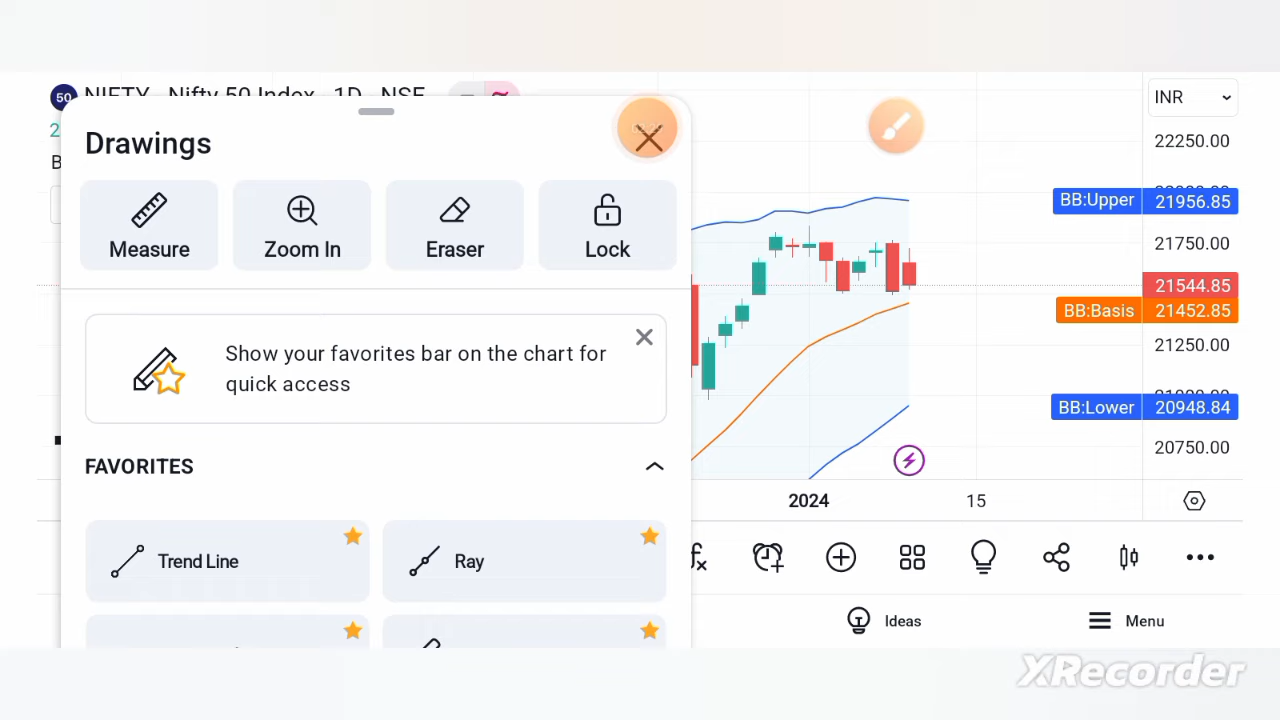 50 NIFTY · Nifty 50 Index · 1D · NSE
INR
Drawings
22250.00
Measure
Zoom In
Eraser
Lock
BB:Upper 21956.85
21750.00
21544.85
BB:Basis 21452.85
21250.00
Show your favorites bar on the chart for
quick access
BB:Lower 20948.84
20750.00
FAVORITES
2024
15
Trend Line
Ray
Ideas
Menu
XRecorder